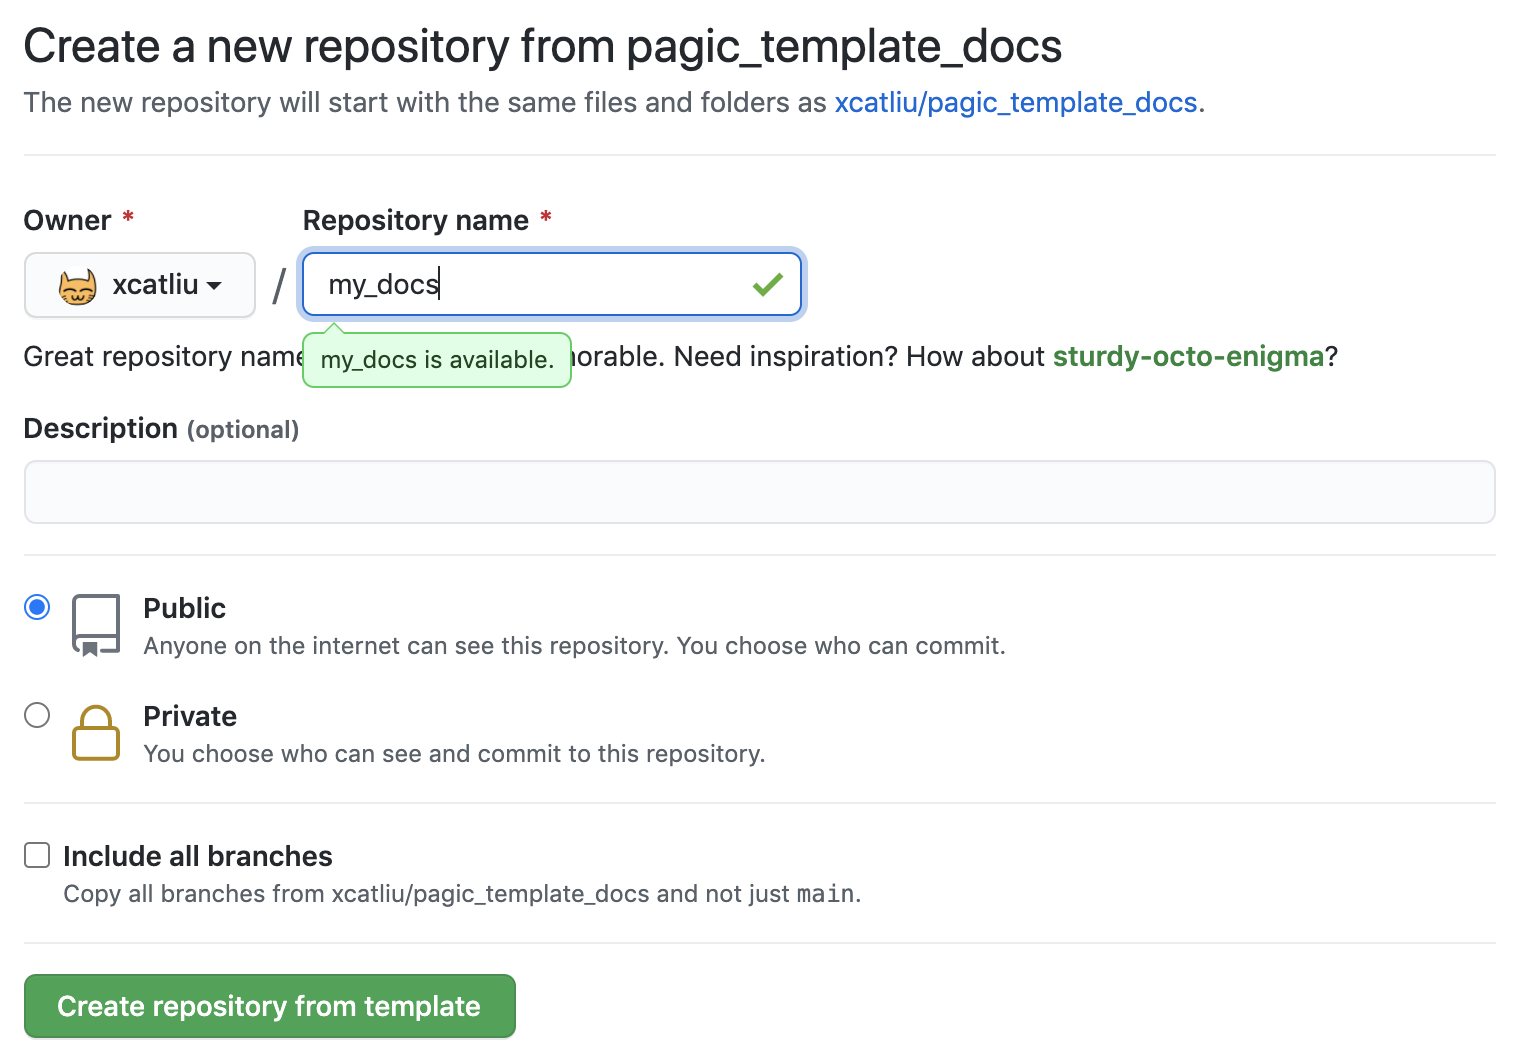 Create a new repository from pagic_template_docs
The new repository will start with the same files and folders as xcatliu/pagic_template_docs.
Owner *
Repository name *
xcatliu
/
my_docs
Great repository name
my_docs is available.
. Need inspiration? How about sturdy-octo-enigma?
Description (optional)
Public
Anyone on the internet can see this repository. You choose who can commit.
Private
You choose who can see and commit to this repository.
Include all branches
Copy all branches from xcatliu/pagic_template_docs and not just main.
Create repository from template